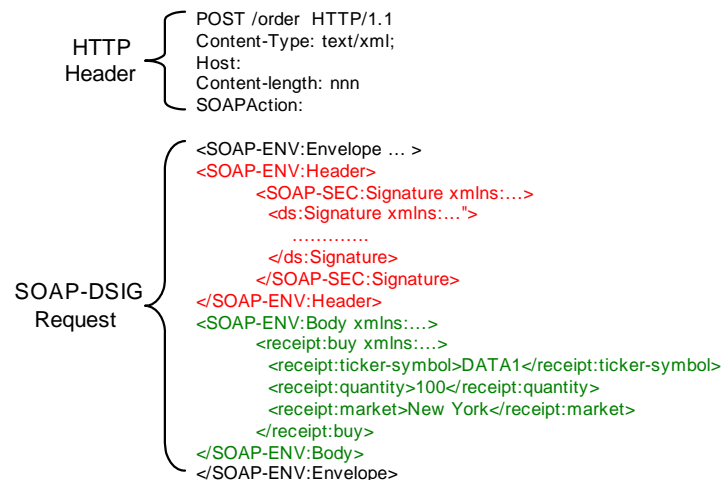 HTTP
Header
POST /order  HTTP/1.1
Content-Type: text/xml;
Host:
Content-length: nnn
SOAPAction:
SOAP-DSIG
Request
<SOAP-ENV:Envelope … >
<SOAP-ENV:Header>
<SOAP-SEC:Signature xmlns:…>
<ds:Signature xmlns:…">
………….
</ds:Signature>
</SOAP-SEC:Signature>
</SOAP-ENV:Header>
<SOAP-ENV:Body xmlns:…>
<receipt:buy xmlns:…>
<receipt:ticker-symbol>DATA1</receipt:ticker-symbol>
<receipt:quantity>100</receipt:quantity>
<receipt:market>New York</receipt:market>
</receipt:buy>
</SOAP-ENV:Body>
</SOAP-ENV:Envelope>